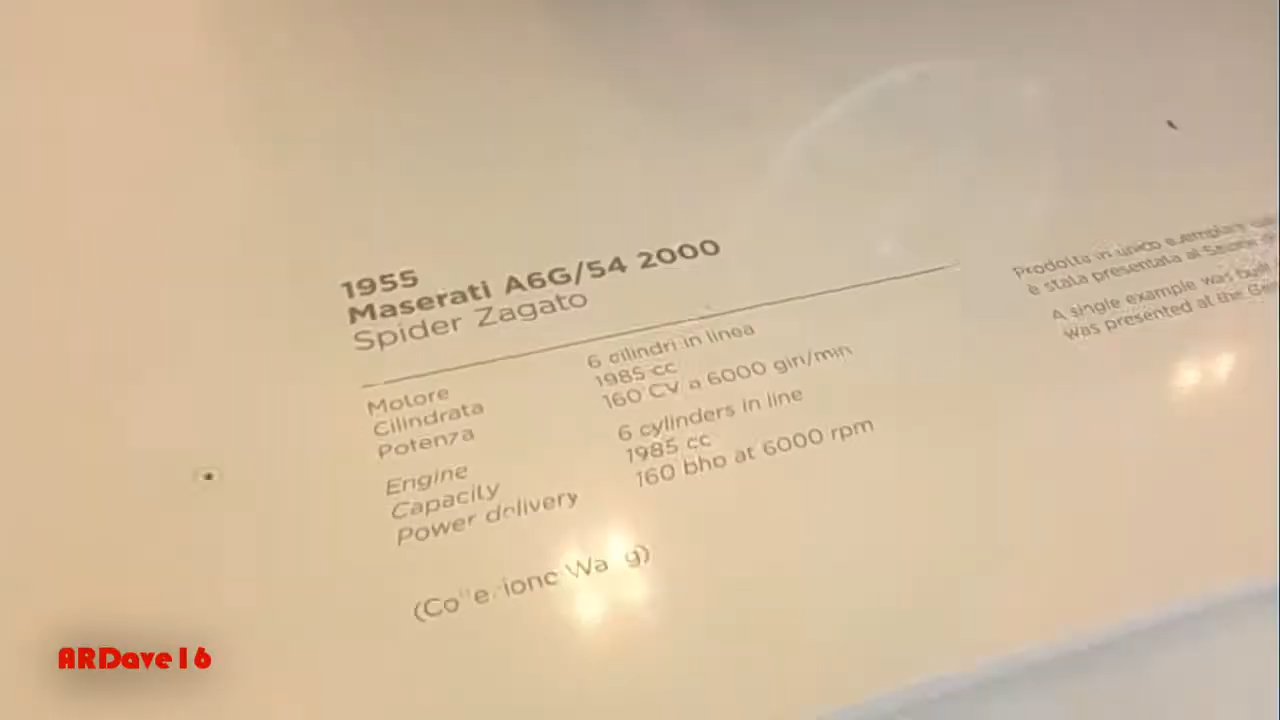 1955
Maserati A6G/54 2000
Spider Zagato
Motore 6 cilindri in linea
Cilindrata 1985 cc
Potenza 160 CV a 6000 giri/min
Engine 6 cylinders in line
Capacity 1985 cc
Power delivery 160 bhp at 6000 rpm
Prodotta in unico esemplare
è stata presentata al
A single example was built
was presented at the
ARDave16